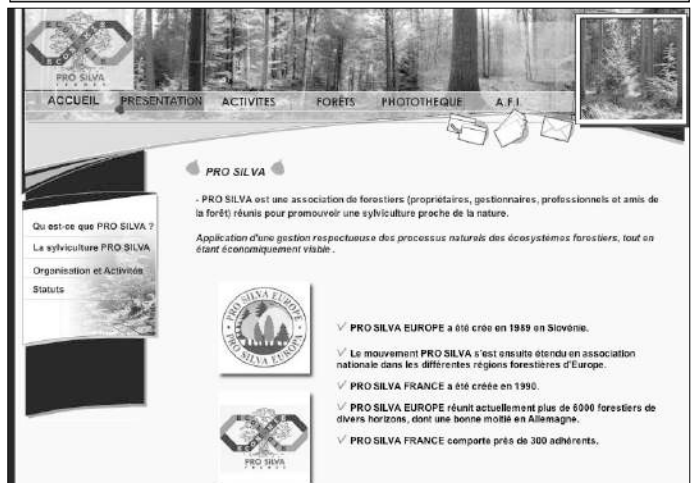 PRO SILVA
FRANCE
ACCUEIL PRESENTATION ACTIVITES FORÊTS PHOTOTHEQUE A.F.I.
PRO SILVA
- PRO SILVA est une association de forestiers (propriétaires, gestionnaires, professionnels et amis de
la forêt) réunis pour promouvoir une sylviculture proche de la nature.
Application d'une gestion respectueuse des processus naturels des écosystèmes forestiers, tout en
étant économiquement viable .
Qu est-ce que PRO SILVA ?
La sylviculture PRO SILVA
Organisation et Activités
Statuts
PRO SILVA EUROPE
PRO SILVA EUROPA
PRO SILVA EUROPE a été crée en 1989 en Slovénie.
Le mouvement PRO SILVA s'est ensuite étendu en association
nationale dans les différentes régions forestières d'Europe.
PRO SILVA FRANCE a été créée en 1990.
PRO SILVA EUROPE réunit actuellement plus de 6000 forestiers de
divers horizons, dont une bonne moitié en Allemagne.
PRO SILVA FRANCE comporte près de 300 adhérents.
PRO SILVA
FRANCE